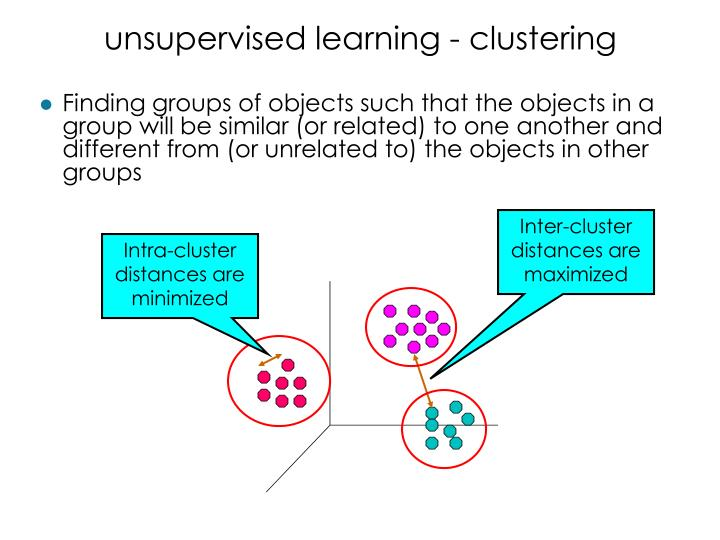 unsupervised learning - clustering
Finding groups of objects such that the objects in a
group will be similar (or related) to one another and
different from (or unrelated to) the objects in other
groups
Intra-cluster
distances are
minimized
Inter-cluster
distances are
maximized